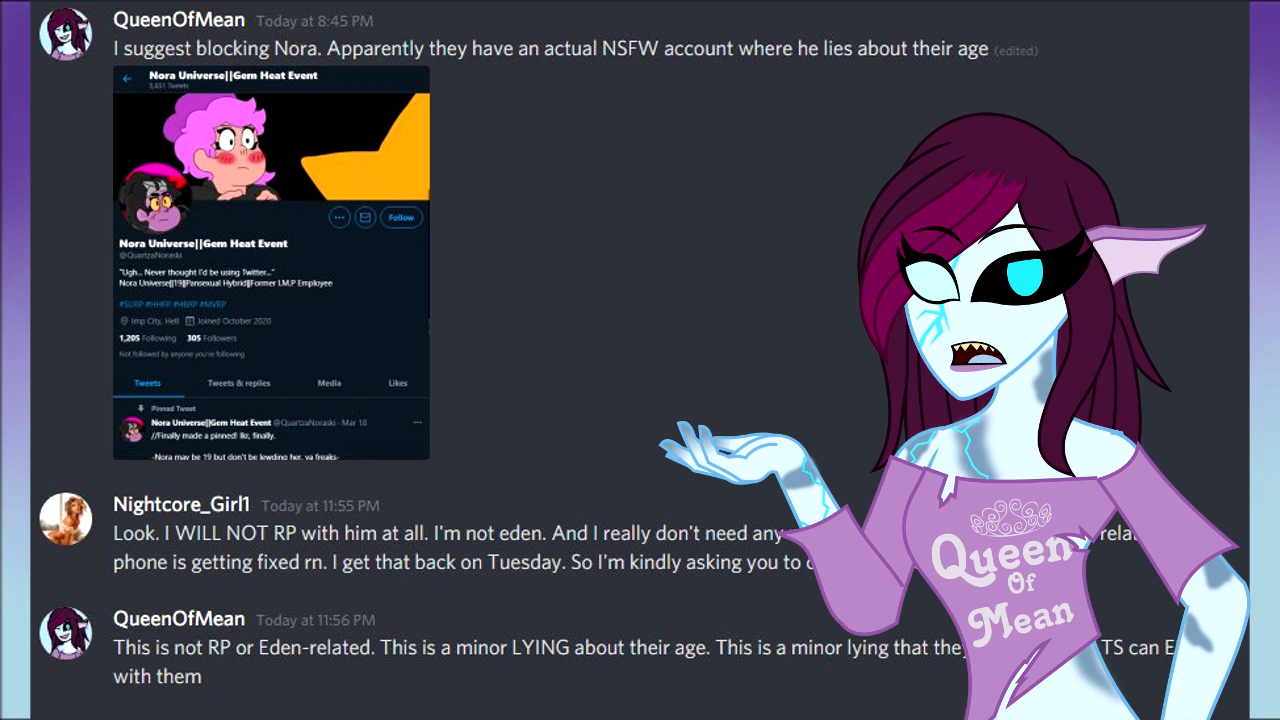 QueenOfMean Today at 8:45 PM
I suggest blocking Nora. Apparently they have an actual NSFW account where he lies about their age (edited)
Nora Universe||Gem Heat Event
3,451 Tweets
Follow
Nora Universe||Gem Heat Event
@QuartzaNoraski
"Ugh... Never thought I'd be using Twitter..."
Nora Universe||19||Pansexual Hybrid||Former I.M.P Employee
#SURP #HHRP #HBRP #MVRP
Imp City, Hell Joined October 2020
1,205 Following 305 Followers
Not followed by anyone you're following
Tweets Tweets & replies Media Likes
Pinned Tweet
Nora Universe||Gem Heat Event @QuartzaNoraski · Mar 18
//Finally made a pinned! Ikr, finally.
-Nora may be 19 but don't be lewding her, ya freaks-
Nightcore_Girl1 Today at 11:55 PM
Look. I WILL NOT RP with him at all. I'm not eden. And I really don't need any
phone is getting fixed rn. I get that back on Tuesday. So I'm kindly asking you to
QueenOfMean Today at 11:56 PM
This is not RP or Eden-related. This is a minor LYING about their age. This is a minor lying that can
with them
Queen
Of
Mean